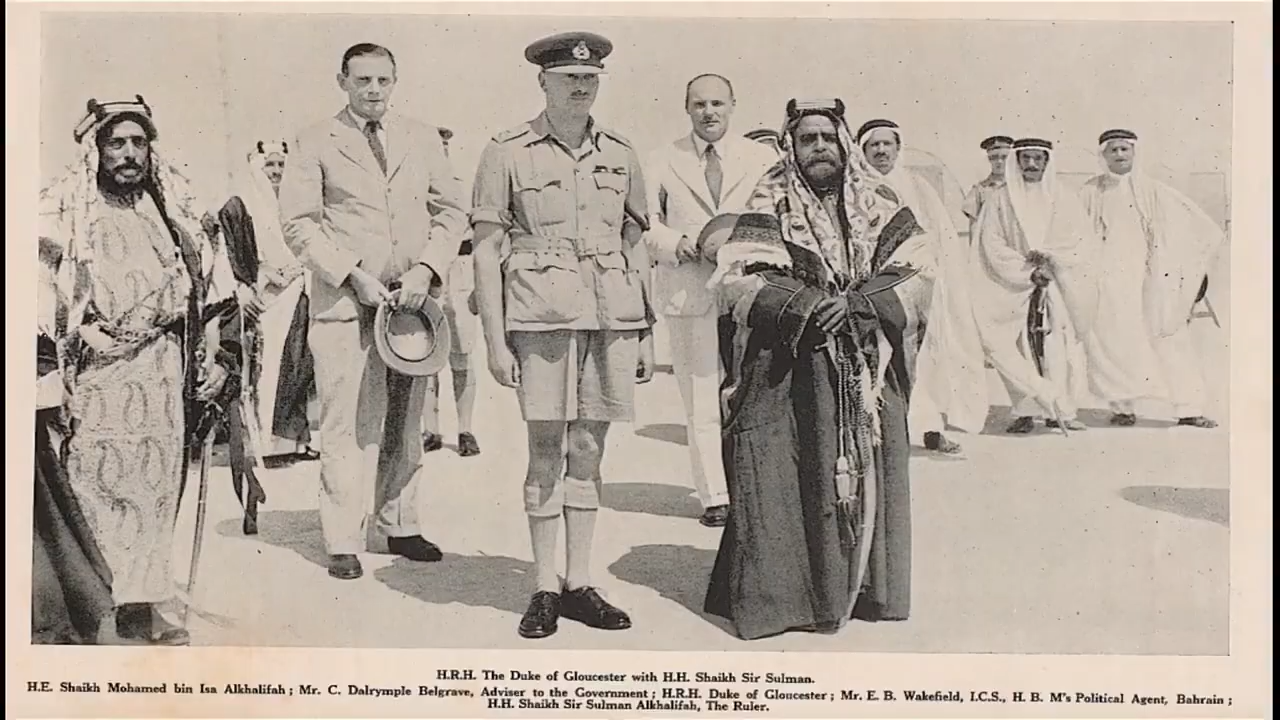 H.R.H. The Duke of Gloucester with H.H. Shaikh Sir Sulman.
H.E. Shaikh Mohamed bin Isa Alkhalifah; Mr. C. Dalrymple Belgrave, Adviser to the Government; H.R.H. Duke of Gloucester; Mr. E. B. Wakefield, I.C.S., H. B. M's Political Agent, Bahrain;
H.H. Shaikh Sir Sulman Alkhalifah, The Ruler.